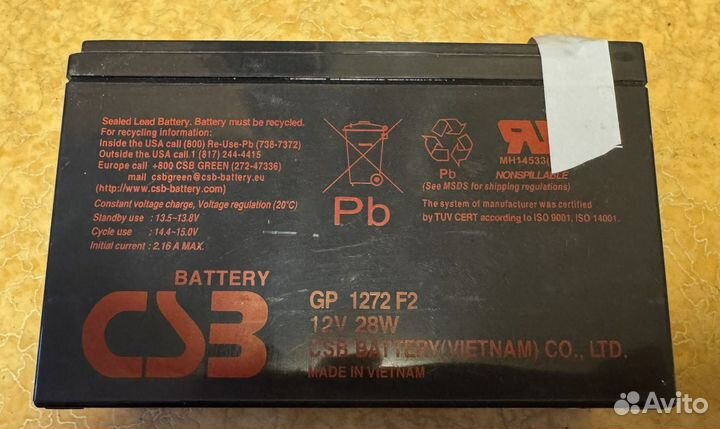 Sealed Lead Battery. Battery must be recycled.
For recycling information:
Inside the USA call (800) Re-Use-Pb (738-7372)
Outside the USA call.1 (817) 244-4415
Europe call +800 CSB GREEN (272-47336)
mail csbgreen@csb-battery.eu
(http://www.csb-battery.com)
Constant voltage charge, Voltage regulation (20°C)
Standby use : 13.5~13.8V
Cycle use : 14.4~15.0V
Initial current : 2.16 A MAX.
Pb
Pb
MH14533(
NONSPILLABLE
(See MSDS for shipping regulations)
The system of manufacture was certified
by TUV CERT according to ISO 9001, ISO 14001.
BATTERY
CSB
GP 1272 F2
12V 28W
CSB BATTERY(VIETNAM) CO., LTD.
MADE IN VIETNAM
Avito